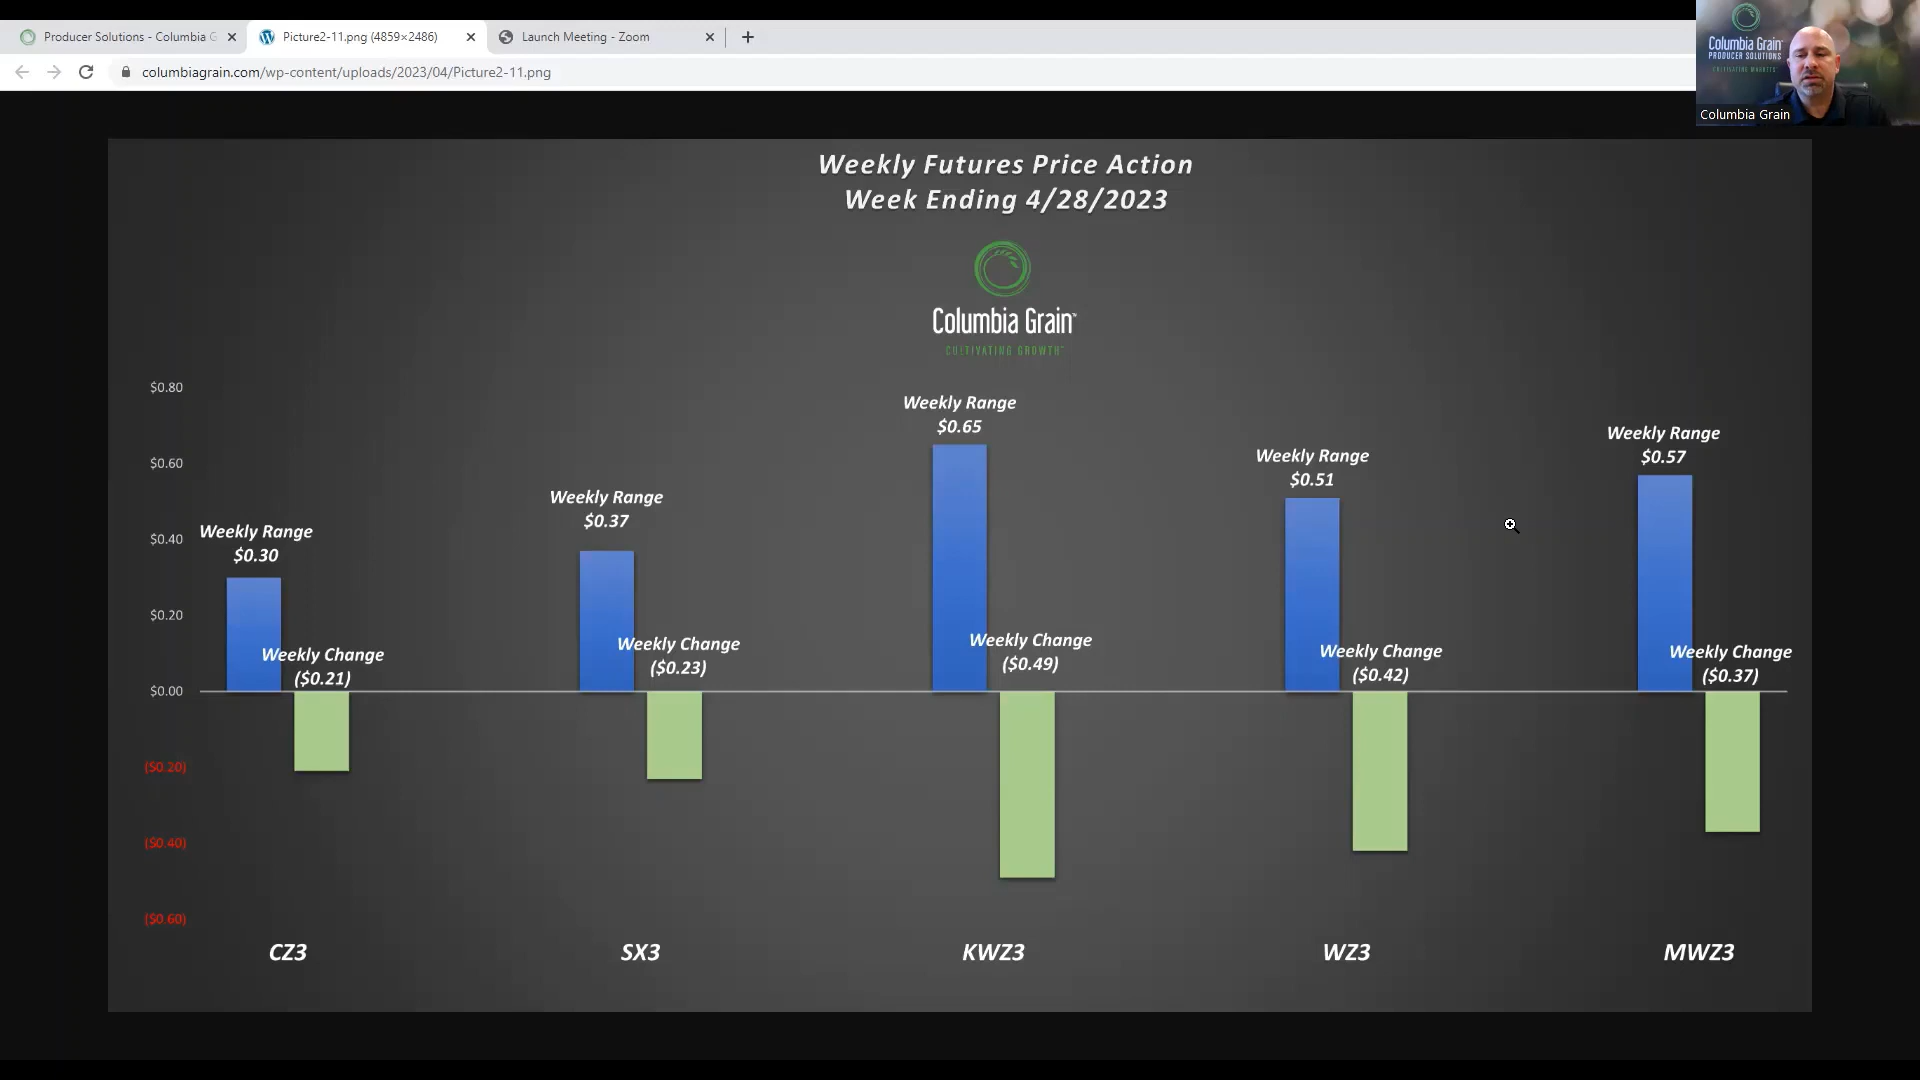 Producer Solutions - Columbia G
Picture2-11.png (4859×2486)
Launch Meeting - Zoom
columbiagrain.com/wp-content/uploads/2023/04/Picture2-11.png
Columbia Grain
PRODUCER SOLUTIONS
CULTIVATING MARKETS
Columbia Grain
Weekly Futures Price Action
Week Ending 4/28/2023
Columbia Grain™
CULTIVATING GROWTH™
$0.80
$0.60
$0.40
$0.20
$0.00
($0.20)
($0.40)
($0.60)
Weekly Range
$0.30
Weekly Change
($0.21)
Weekly Range
$0.37
Weekly Change
($0.23)
Weekly Range
$0.65
Weekly Change
($0.49)
Weekly Range
$0.51
Weekly Change
($0.42)
Weekly Range
$0.57
Weekly Change
($0.37)
CZ3
SX3
KWZ3
WZ3
MWZ3